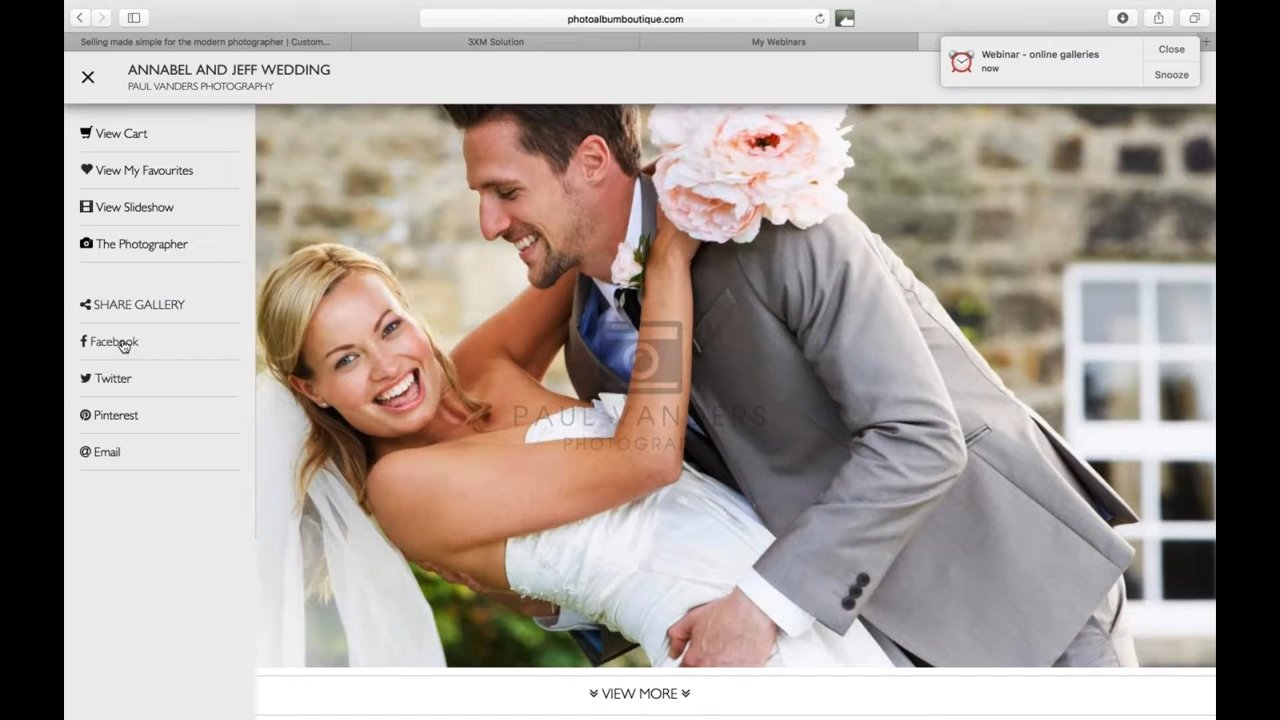 photoalbumboutique.com
Selling made simple for the modern photographer | Custom...
3XM Solution
My Webinars
Webinar - online galleries
now
Close
Snooze
ANNABEL AND JEFF WEDDING
PAUL VANDERS PHOTOGRAPHY
View Cart
View My Favourites
View Slideshow
The Photographer
SHARE GALLERY
Facebook
Twitter
Pinterest
Email
PAUL VANDERS
PHOTOGRA
VIEW MORE